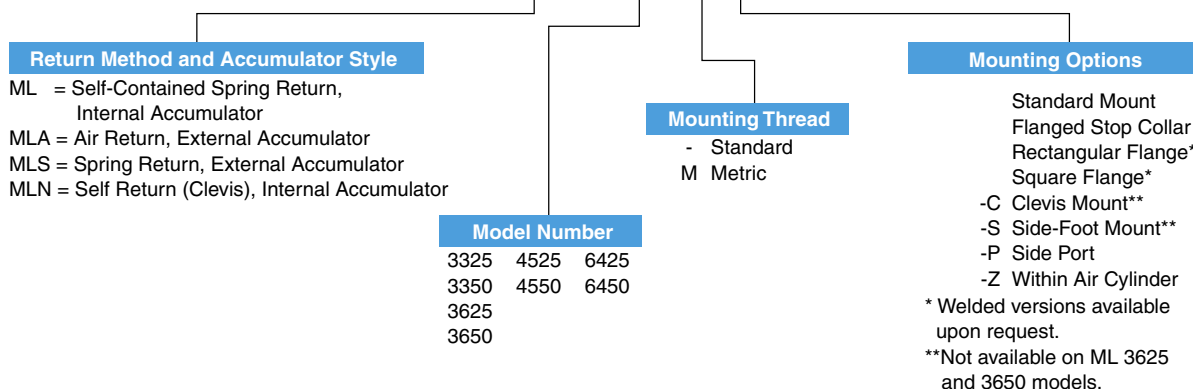 Return Method and Accumulator Style
ML = Self-Contained Spring Return,
Internal Accumulator
MLA = Air Return, External Accumulator
MLS = Spring Return, External Accumulator
MLN = Self Return (Clevis), Internal Accumulator
Model Number
3325 4525 6425
3350 4550 6450
3625
3650
Mounting Thread
- Standard
M Metric
Mounting Options
Standard Mount
Flanged Stop Collar
Rectangular Flange*
Square Flange*
-C Clevis Mount**
-S Side-Foot Mount**
-P Side Port
-Z Within Air Cylinder
* Welded versions available
upon request.
**Not available on ML 3625
and 3650 models.